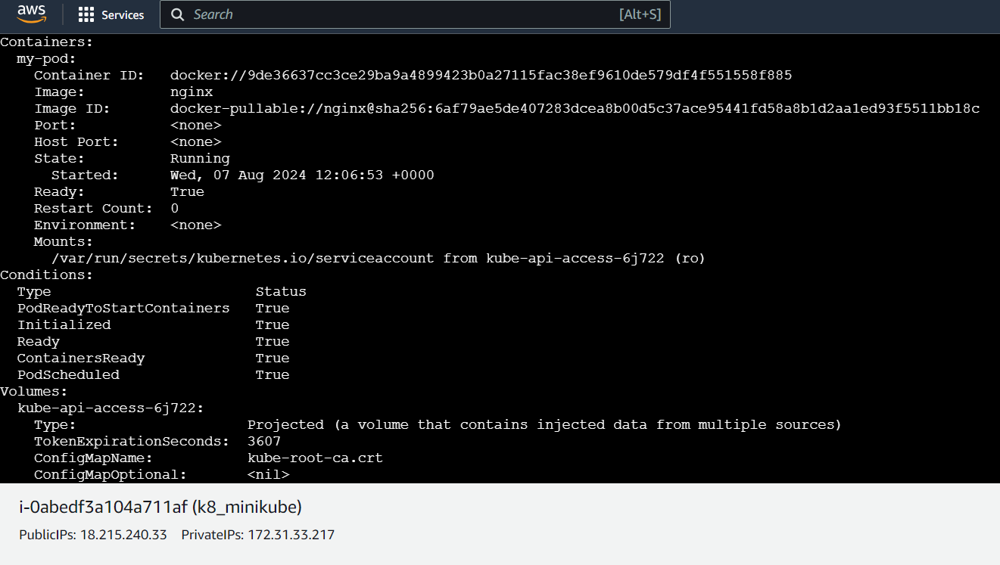 aws Services Search [Alt+S]
Containers:
my-pod:
Container ID: docker://9de36637cc3ce29ba9a4899423b0a27115fac38ef9610de579df4f551558f885
Image: nginx
Image ID: docker-pullable://nginx@sha256:6af79ae5de407283dcea8b00d5c37ace95441fd58a8b1d2aa1ed93f5511bb18c
Port: <none>
Host Port: <none>
State: Running
Started: Wed, 07 Aug 2024 12:06:53 +0000
Ready: True
Restart Count: 0
Environment: <none>
Mounts:
/var/run/secrets/kubernetes.io/serviceaccount from kube-api-access-6j722 (ro)
Conditions:
Type Status
PodReadyToStartContainers True
Initialized True
Ready True
ContainersReady True
PodScheduled True
Volumes:
kube-api-access-6j722:
Type: Projected (a volume that contains injected data from multiple sources)
TokenExpirationSeconds: 3607
ConfigMapName: kube-root-ca.crt
ConfigMapOptional: <nil>
i-0abedf3a104a711af (k8_minikube)
PublicIPs: 18.215.240.33 PrivateIPs: 172.31.33.217